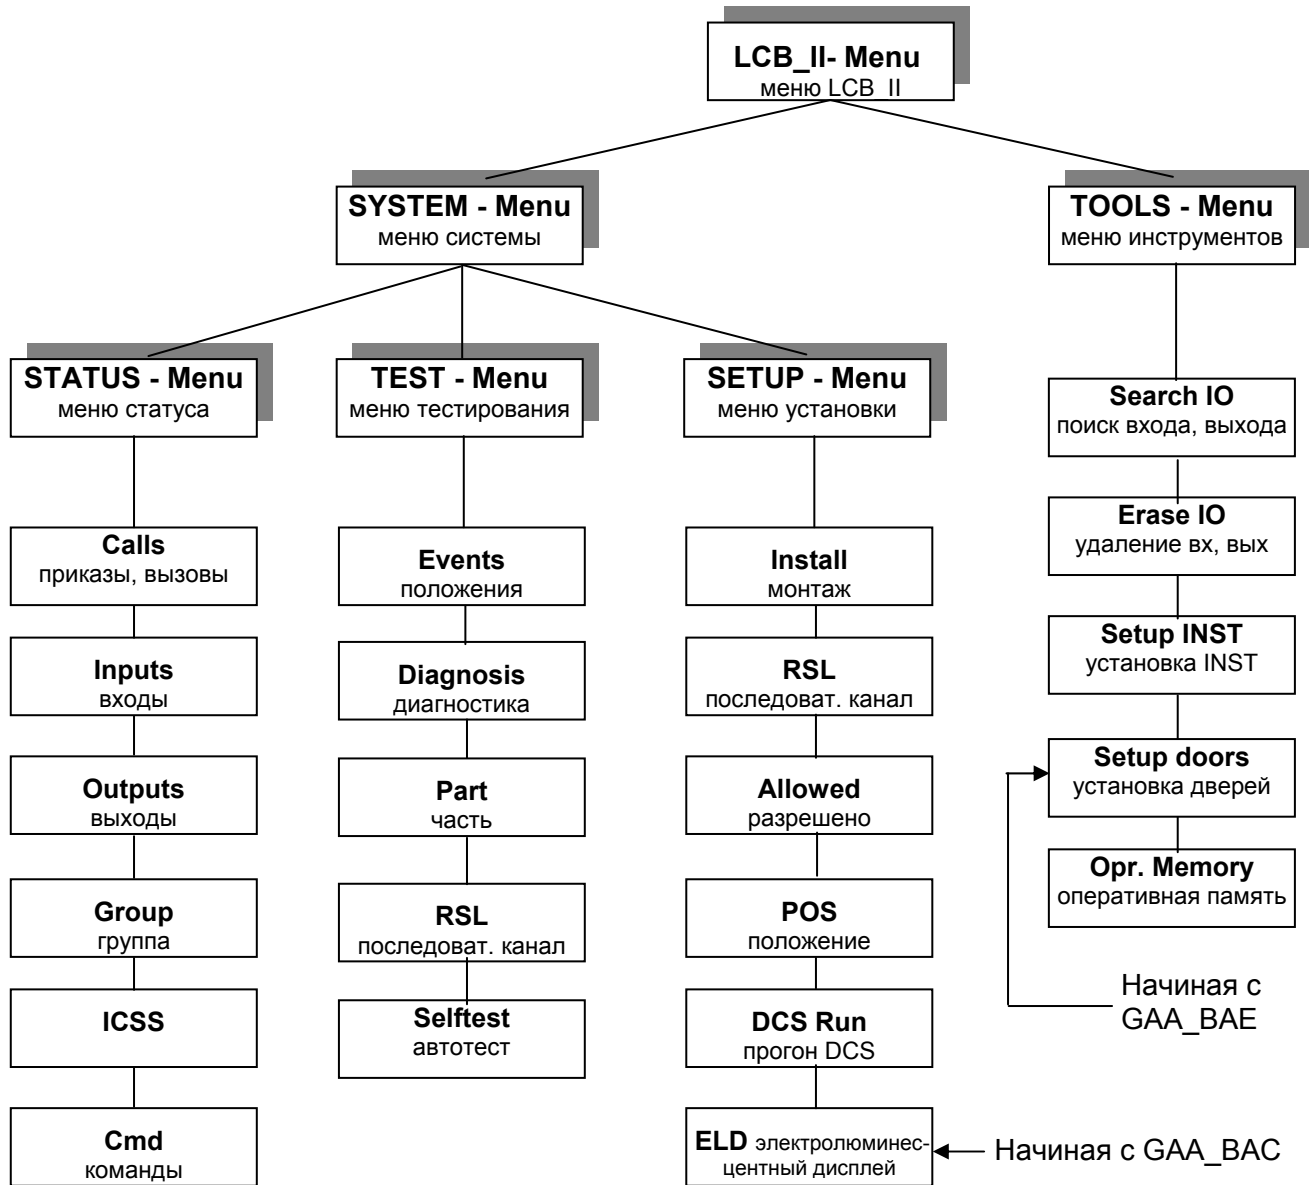 LCB_II- Menu
меню LCB_II
SYSTEM - Menu
меню системы
TOOLS - Menu
меню инструментов
STATUS - Menu
меню статуса
TEST - Menu
меню тестирования
SETUP - Menu
меню установки
Calls
приказы, вызовы
Inputs
входы
Outputs
выходы
Group
группа
ICSS
Cmd
команды
Events
положения
Diagnosis
диагностика
Part
часть
RSL
последоват. канал
Selftest
автотест
Install
монтаж
RSL
последоват. канал
Allowed
разрешено
POS
положение
DCS Run
прогон DCS
ELD электролюминес-
центный дисплей
Начиная с GAA_BAC
Search IO
поиск входа, выхода
Erase IO
удаление вх, вых
Setup INST
установка INST
Setup doors
установка дверей
Opr. Memory
оперативная память
Начиная с
GAA_BAE